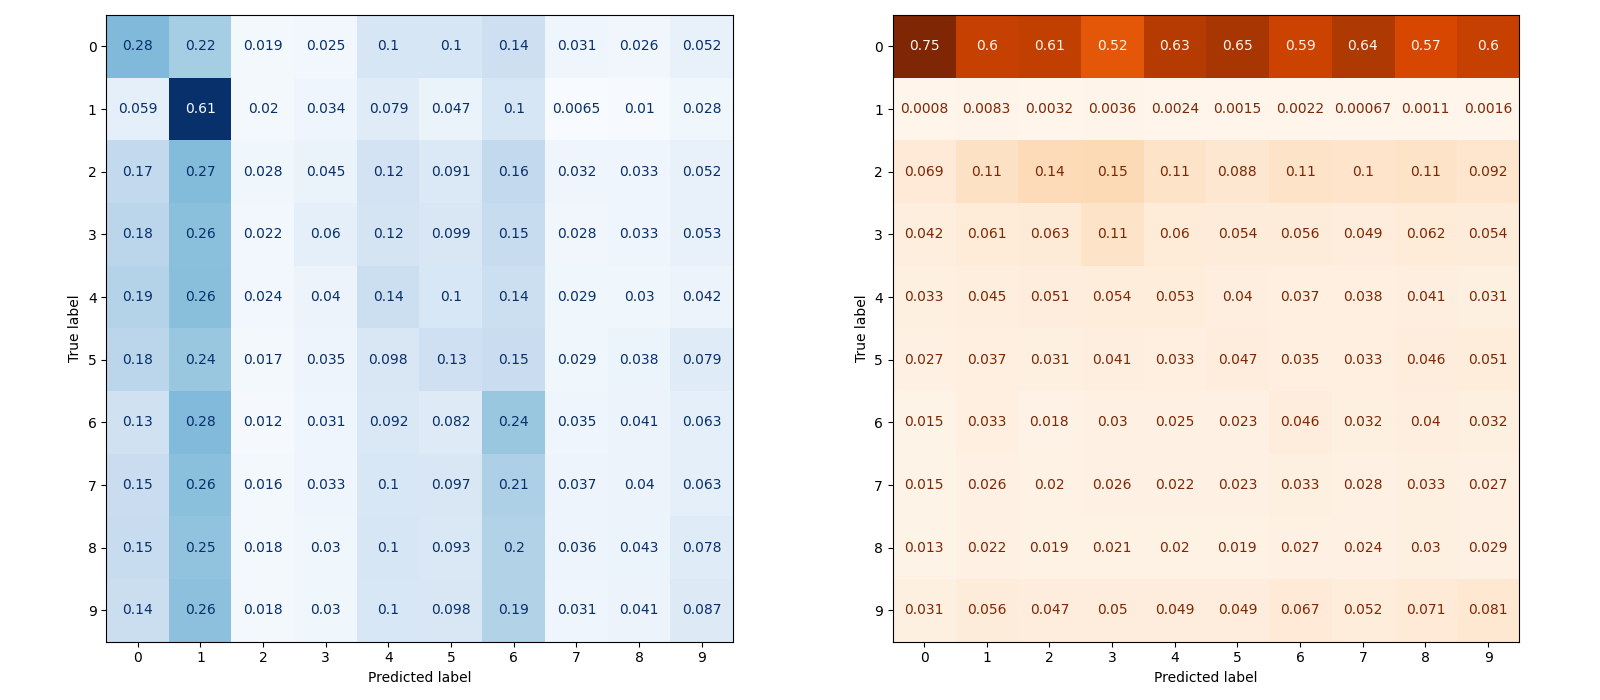 0 0.28 0.22 0.019 0.025 0.1 0.1 0.14 0.031 0.026 0.052
1 0.059 0.61 0.02 0.034 0.079 0.047 0.1 0.0065 0.01 0.028
2 0.17 0.27 0.028 0.045 0.12 0.091 0.16 0.032 0.033 0.052
3 0.18 0.26 0.022 0.06 0.12 0.099 0.15 0.028 0.033 0.053
4 0.19 0.26 0.024 0.04 0.14 0.1 0.14 0.029 0.03 0.042
5 0.18 0.24 0.017 0.035 0.098 0.13 0.15 0.029 0.038 0.079
6 0.13 0.28 0.012 0.031 0.092 0.082 0.24 0.035 0.041 0.063
7 0.15 0.26 0.016 0.033 0.1 0.097 0.21 0.037 0.04 0.063
8 0.15 0.25 0.018 0.03 0.1 0.093 0.2 0.036 0.043 0.078
9 0.14 0.26 0.018 0.03 0.1 0.098 0.19 0.031 0.041 0.087
0 1 2 3 4 5 6 7 8 9
Predicted label
True label
0 0.75 0.6 0.61 0.52 0.63 0.65 0.59 0.64 0.57 0.6
1 0.0008 0.0083 0.0032 0.0036 0.0024 0.0015 0.0022 0.00067 0.0011 0.0016
2 0.069 0.11 0.14 0.15 0.11 0.088 0.11 0.1 0.11 0.092
3 0.042 0.061 0.063 0.11 0.06 0.054 0.056 0.049 0.062 0.054
4 0.033 0.045 0.051 0.054 0.053 0.04 0.037 0.038 0.041 0.031
5 0.027 0.037 0.031 0.041 0.033 0.047 0.035 0.033 0.046 0.051
6 0.015 0.033 0.018 0.03 0.025 0.023 0.046 0.032 0.04 0.032
7 0.015 0.026 0.02 0.026 0.022 0.023 0.033 0.028 0.033 0.027
8 0.013 0.022 0.019 0.021 0.02 0.019 0.027 0.024 0.03 0.029
9 0.031 0.056 0.047 0.05 0.049 0.049 0.067 0.052 0.071 0.081
0 1 2 3 4 5 6 7 8 9
Predicted label
True label